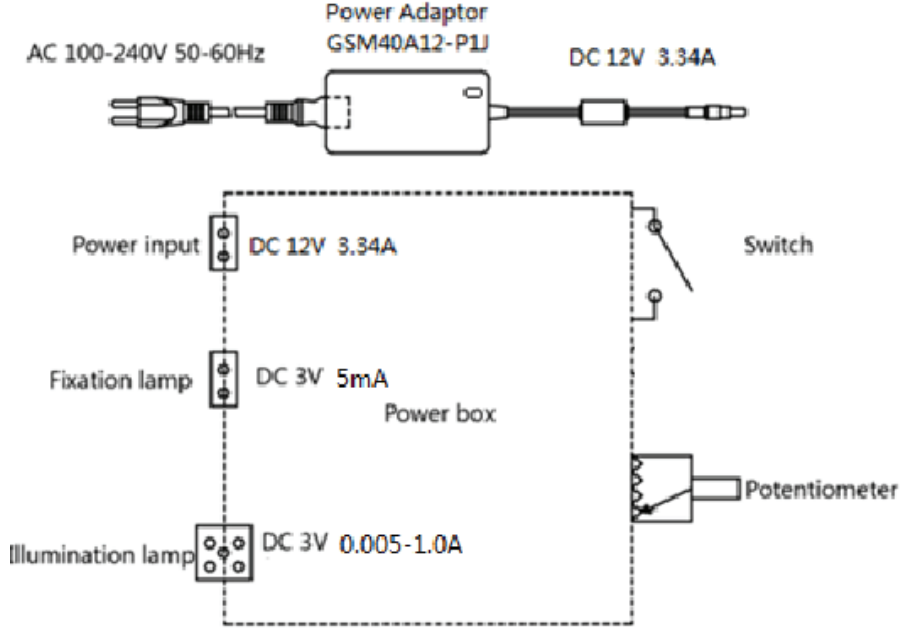 Power Adaptor
GSM40A12-P1J
AC 100-240V 50-60Hz
DC 12V 3.34A
Power input
DC 12V 3.34A
Switch
Fixation lamp
DC 3V 5mA
Power box
Potentiometer
Illumination lamp
DC 3V 0.005-1.0A